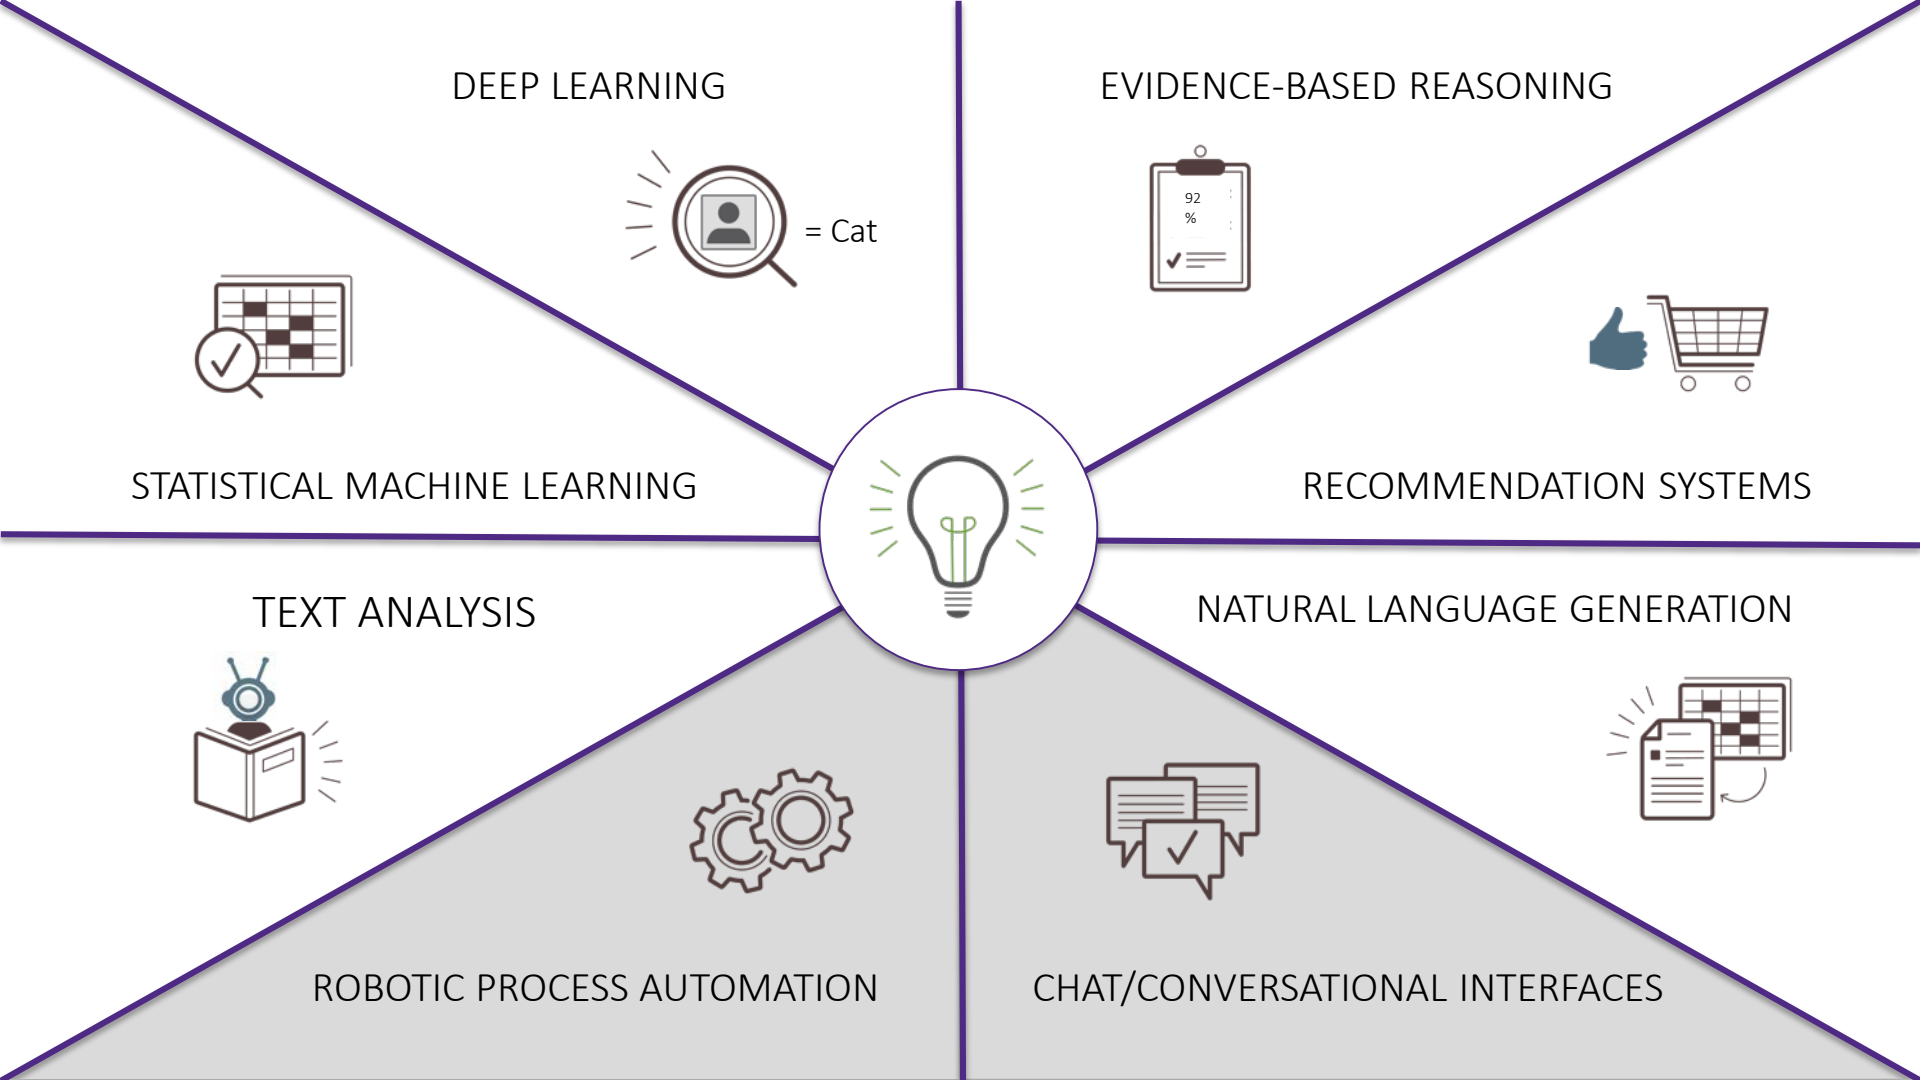 DEEP LEARNING
EVIDENCE-BASED REASONING
= Cat
92
%
STATISTICAL MACHINE LEARNING
RECOMMENDATION SYSTEMS
TEXT ANALYSIS
NATURAL LANGUAGE GENERATION
ROBOTIC PROCESS AUTOMATION
CHAT/CONVERSATIONAL INTERFACES